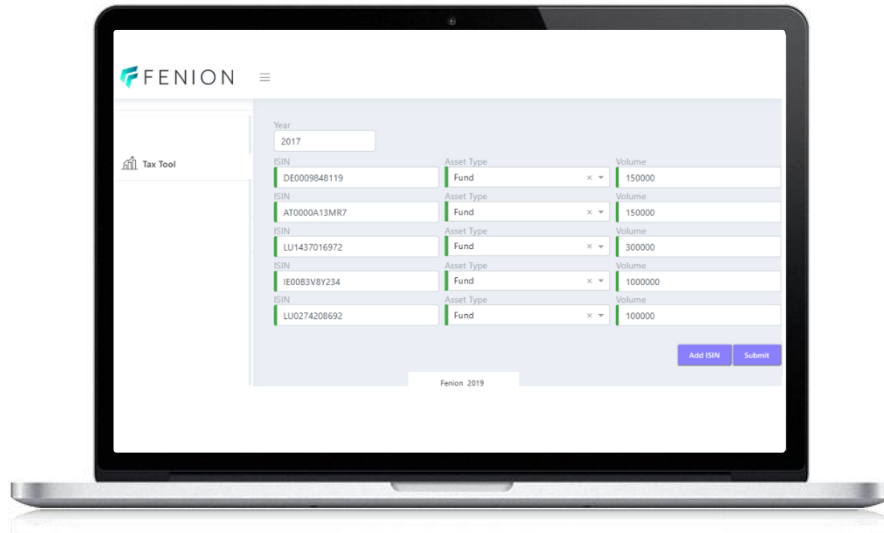 FENION
Tax Tool
Year
2017
ISIN Asset Type Volume
DE0009848119 Fund 150000
ISIN Asset Type Volume
AT0000A13MR7 Fund 150000
ISIN Asset Type Volume
LU1437016972 Fund 300000
ISIN Asset Type Volume
IE00B3V8Y234 Fund 1000000
ISIN Asset Type Volume
LU0274208692 Fund 100000
Add ISIN Submit
Fenion 2019